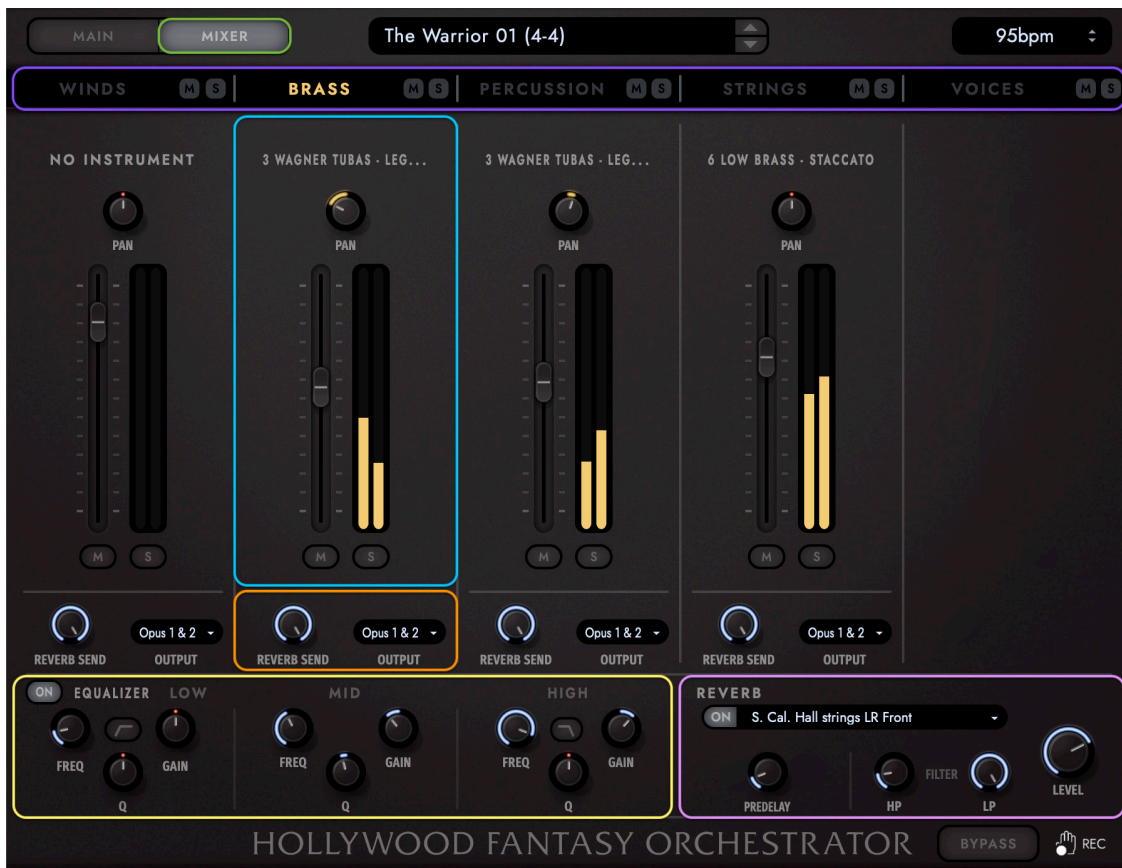 MAIN MIXER The Warrior 01 (4-4) 95bpm
WINDS M S BRASS M S PERCUSSION M S STRINGS M S VOICES M S
NO INSTRUMENT 3 WAGNER TUBAS - LEG... 3 WAGNER TUBAS - LEG... 6 LOW BRASS - STACCATO
PAN PAN PAN PAN
M S M S M S M S
Opus 1 & 2 Opus 1 & 2 Opus 1 & 2 Opus 1 & 2
REVERB SEND OUTPUT REVERB SEND OUTPUT REVERB SEND OUTPUT REVERB SEND OUTPUT
ON EQUALIZER LOW MID HIGH REVERB
ON S. Cal. Hall strings LR Front
FREQ GAIN FREQ GAIN FREQ GAIN FILTER LEVEL
Q Q Q PREDELAY HP LP
HOLLYWOOD FANTASY ORCHESTRATOR BYPASS REC